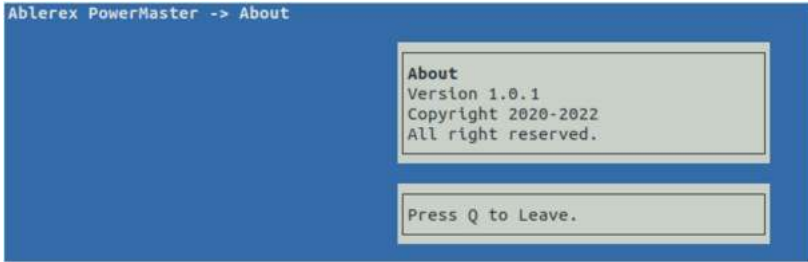 Ablerex PowerMaster -> About
About
Version 1.0.1
Copyright 2020-2022
All right reserved.
Press Q to Leave.